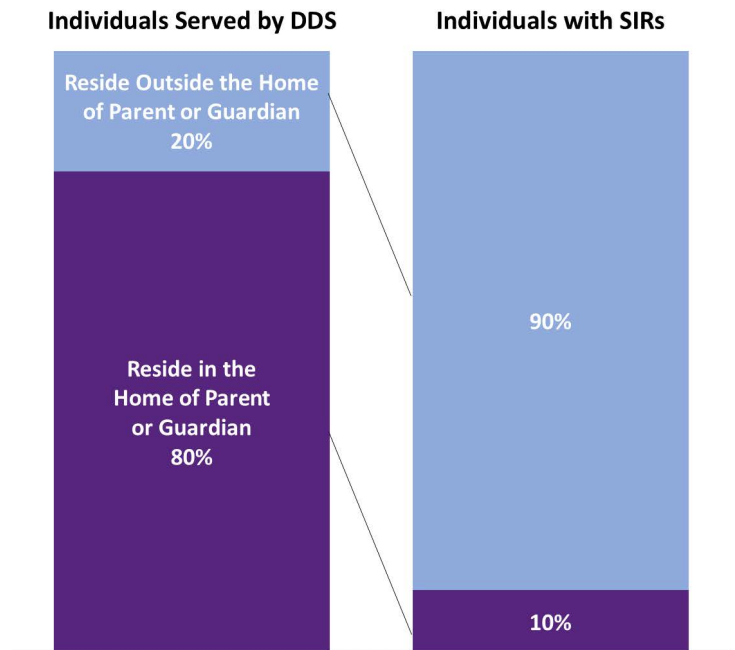 Individuals Served by DDS
Reside Outside the Home
of Parent or Guardian
20%
Reside in the
Home of Parent
or Guardian
80%
Individuals with SIRs
90%
10%